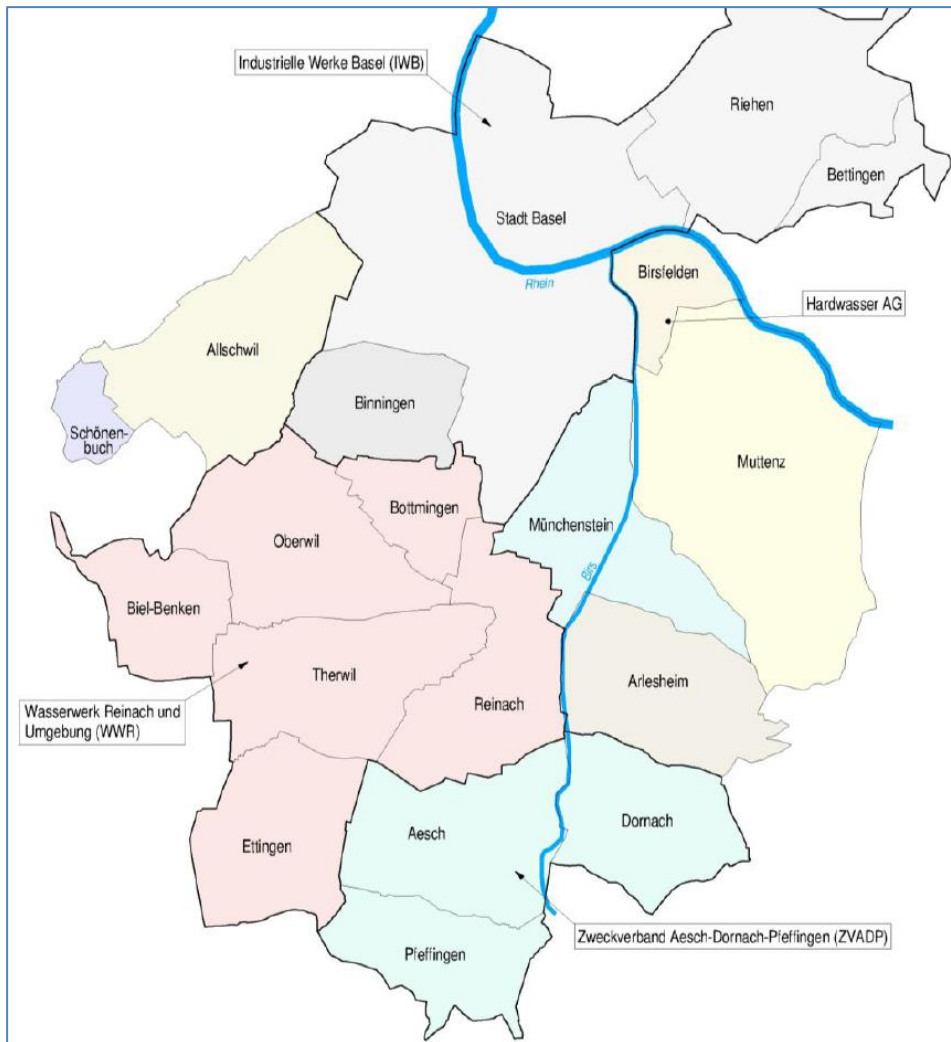 Industrielle Werke Basel (IWB)
Riehen
Bettingen
Stadt Basel
Birsfelden
Rhein
Hardwasser AG
Allschwil
Binningen
Schönen-
buch
Muttenz
Bottmingen
Münchenstein
Oberwil
Birs
Biel-Benken
Therwil
Arlesheim
Reinach
Wasserwerk Reinach und
Umgebung (WWR)
Dornach
Aesch
Ettingen
Zweckverband Aesch-Dornach-Pfeffingen (ZVADP)
Pfeffingen